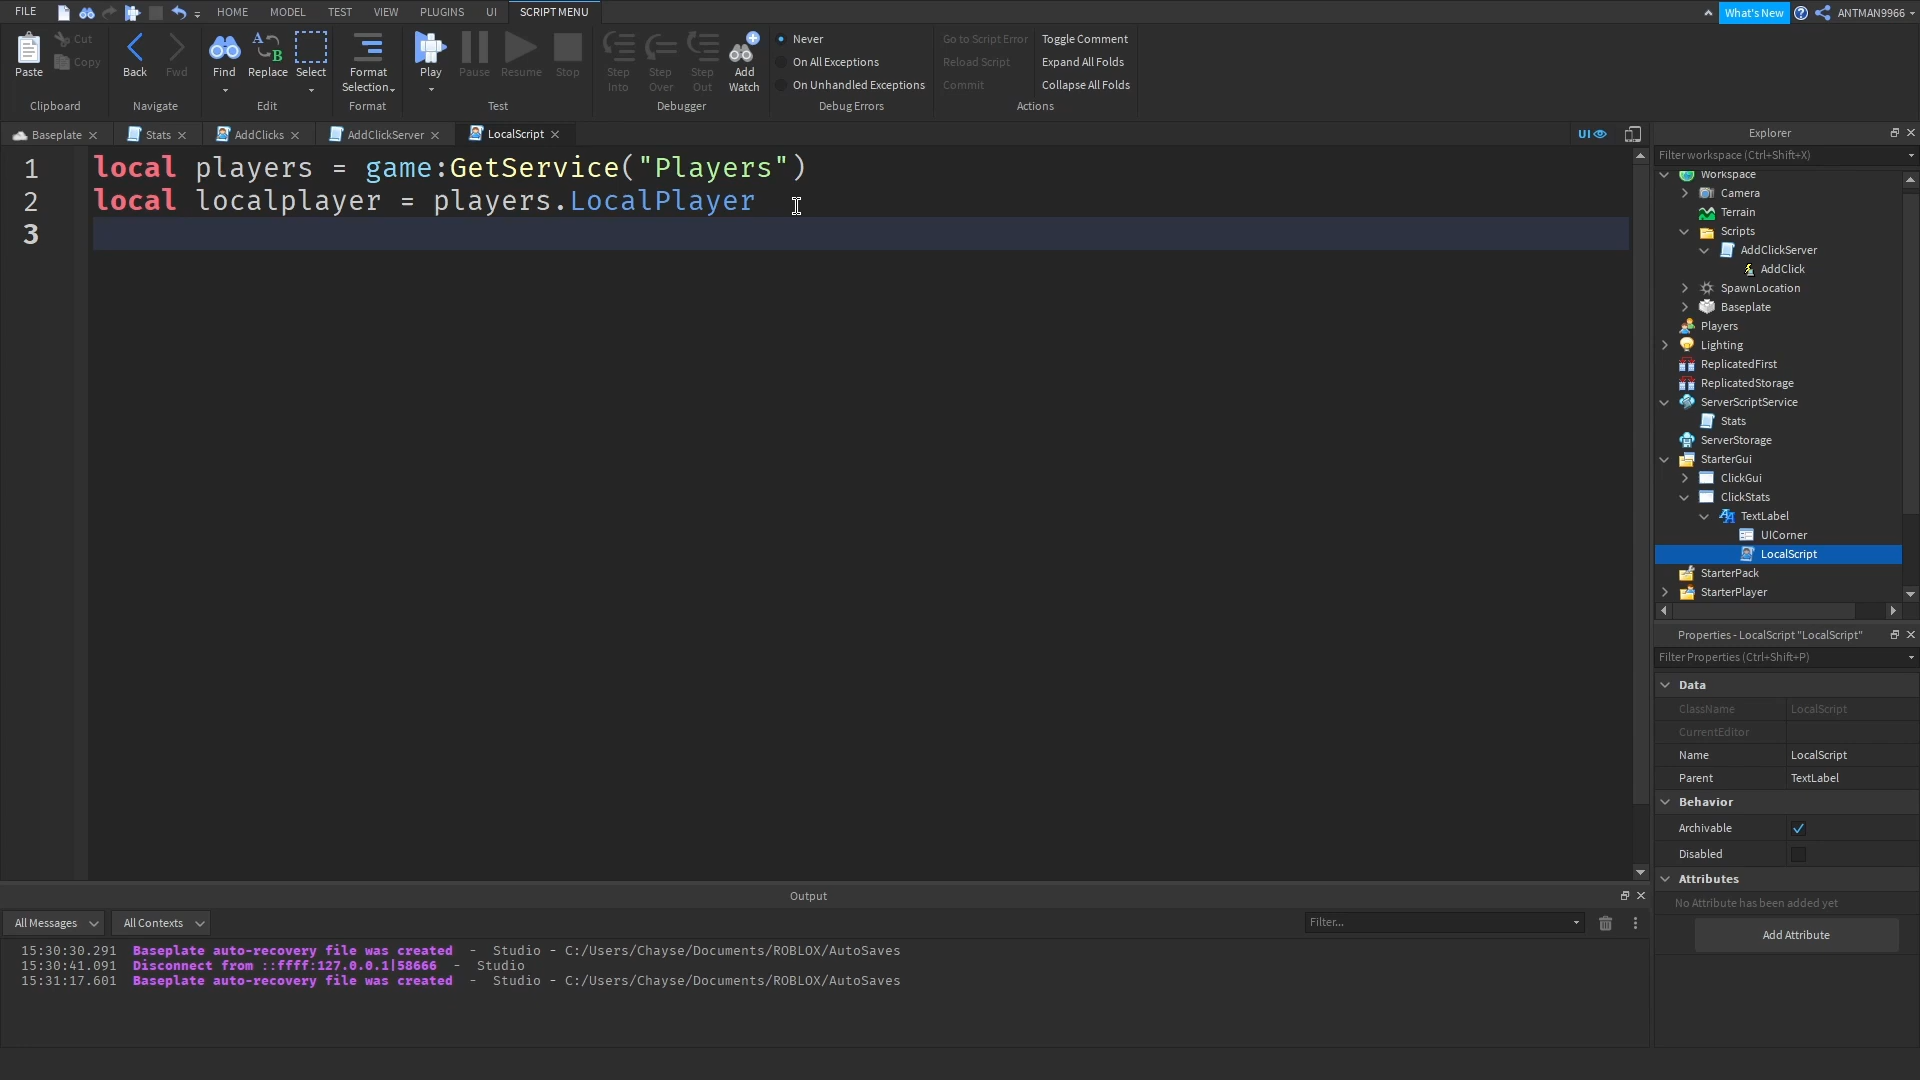 FILE HOME MODEL TEST VIEW PLUGINS UI SCRIPT MENU What's New ANTMAN9966
Paste Cut Copy
Clipboard
Back Fwd
Navigate
Find Replace Select
Edit
Format Selection
Format
Play Pause Resume Stop
Test
Step Into Step Over Step Out Add Watch
Debugger
Never
On All Exceptions
On Unhandled Exceptions
Debug Errors
Go to Script Error
Reload Script
Commit
Toggle Comment
Expand All Folds
Collapse All Folds
Actions
Baseplate Stats AddClicks AddClickServer LocalScript UI
1 local players = game:GetService("Players")
2 local localplayer = players.LocalPlayer
3
Explorer
Filter workspace (Ctrl+Shift+X)
Workspace
Camera
Terrain
Scripts
AddClickServer
AddClick
SpawnLocation
Baseplate
Players
Lighting
ReplicatedFirst
ReplicatedStorage
ServerScriptService
Stats
ServerStorage
StarterGui
ClickGui
ClickStats
TextLabel
UICorner
LocalScript
StarterPack
StarterPlayer
Properties - LocalScript "LocalScript"
Filter Properties (Ctrl+Shift+P)
Data
ClassName LocalScript
CurrentEditor
Name LocalScript
Parent TextLabel
Behavior
Archivable
Disabled
Attributes
No Attribute has been added yet
Add Attribute
Output
All Messages All Contexts Filter...
15:30:30.291 Baseplate auto-recovery file was created - Studio - C:/Users/Chayse/Documents/ROBLOX/AutoSaves
15:30:41.091 Disconnect from ::ffff:127.0.0.1|58666 - Studio
15:31:17.601 Baseplate auto-recovery file was created - Studio - C:/Users/Chayse/Documents/ROBLOX/AutoSaves